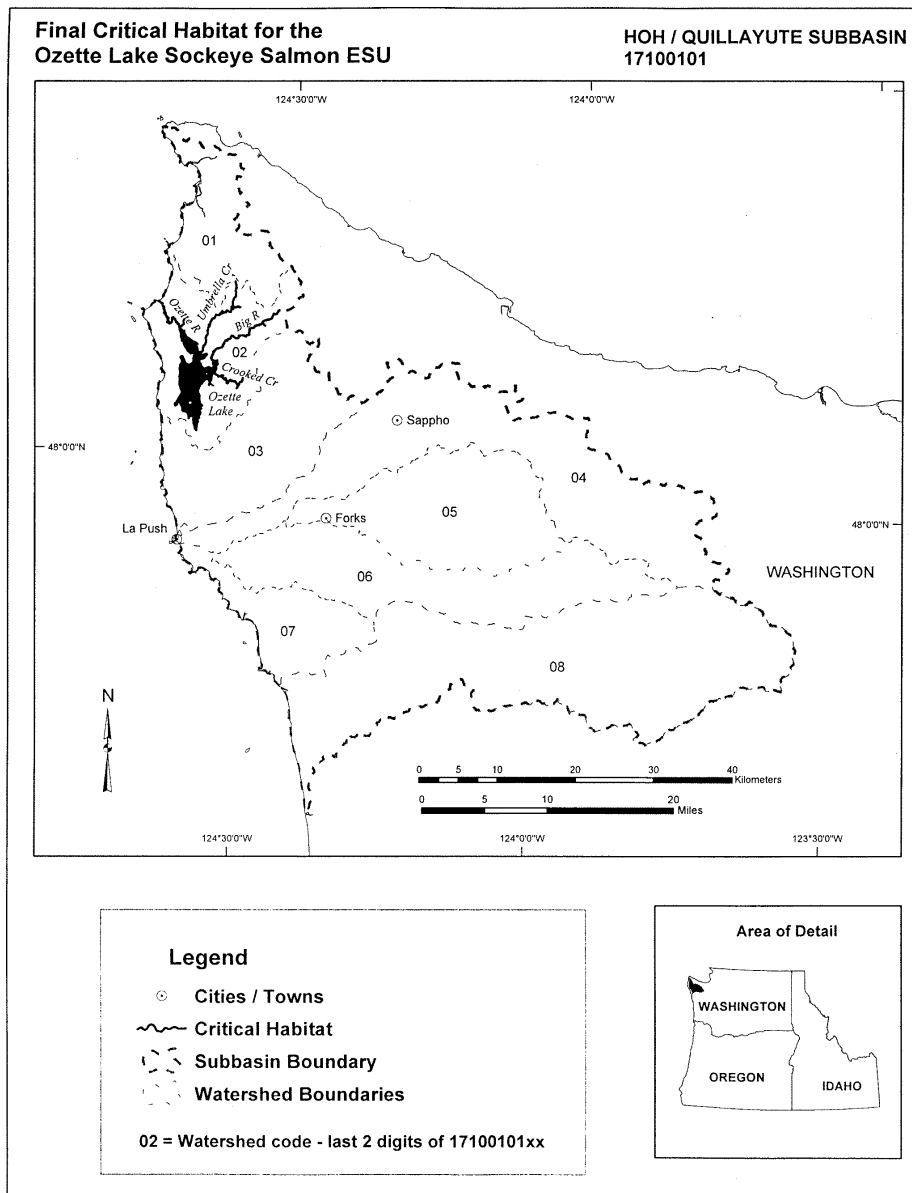 Final Critical Habitat for the
Ozette Lake Sockeye Salmon ESU
HOH / QUILLAYUTE SUBBASIN
17100101
124°30'0"W
124°0'0"W
01
Ozette R
Umbrella Cr
Big R
02
Crooked Cr
Ozette
Lake
Sappho
48°0'0"N
03
04
La Push
Forks
05
48°0'0"N
06
WASHINGTON
07
08
N
0 5 10 20 30 40
Kilometers
0 5 10 20
Miles
124°30'0"W
124°0'0"W
123°30'0"W
Legend
Cities / Towns
Critical Habitat
Subbasin Boundary
Watershed Boundaries
02 = Watershed code - last 2 digits of 17100101xx
Area of Detail
WASHINGTON
OREGON
IDAHO